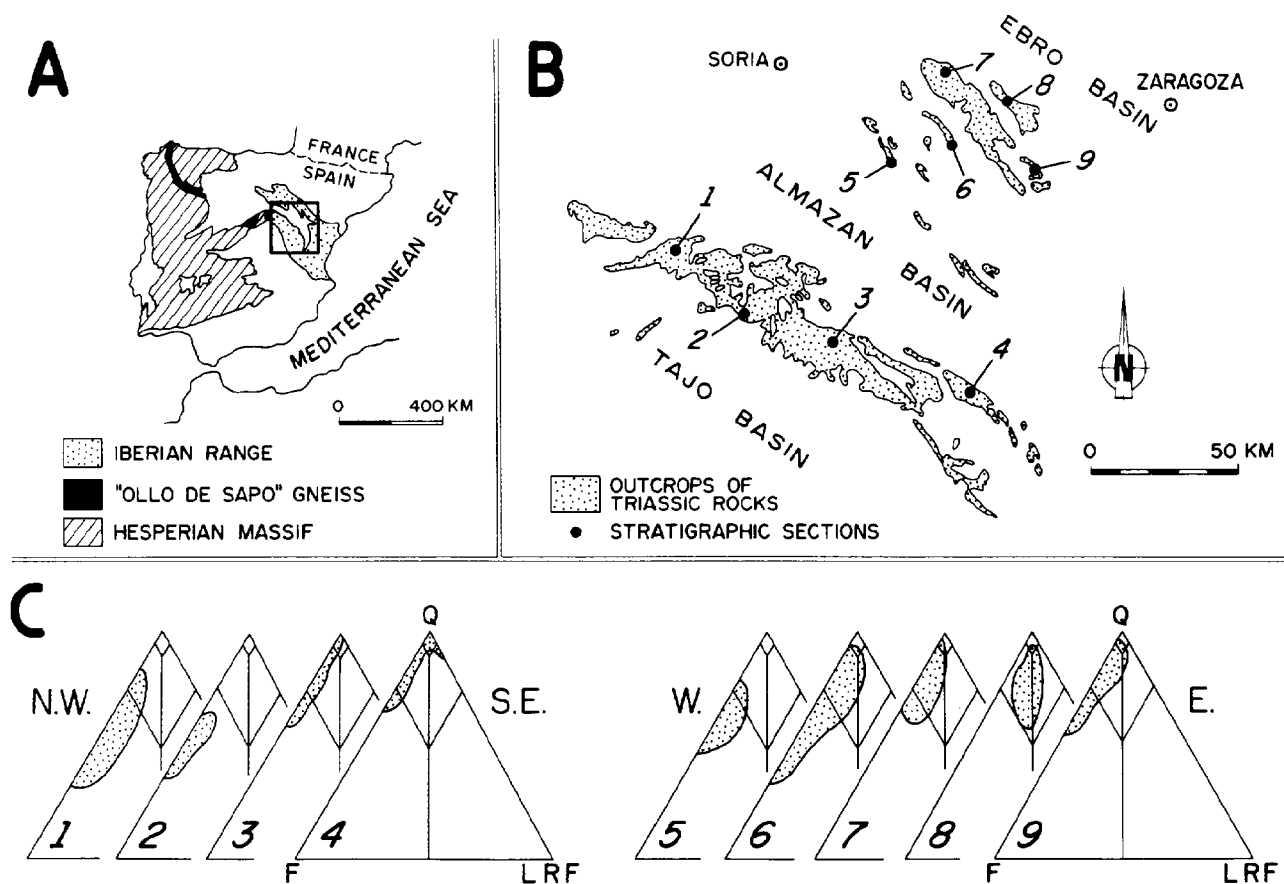 A
FRANCE
SPAIN
MEDITERRANEAN SEA
0 400 KM
IBERIAN RANGE
"OLLO DE SAPO" GNEISS
HESPERIAN MASSIF
B
SORIA
EBRO BASIN
ZARAGOZA
7
8
9
5
6
ALMAZAN BASIN
1
2
3
4
TAJO BASIN
N
0 50 KM
OUTCROPS OF
TRIASSIC ROCKS
STRATIGRAPHIC SECTIONS
C
Q
N.W.
S.E.
1 2 3 4
F LRF
Q
W.
E.
5 6 7 8 9
F LRF